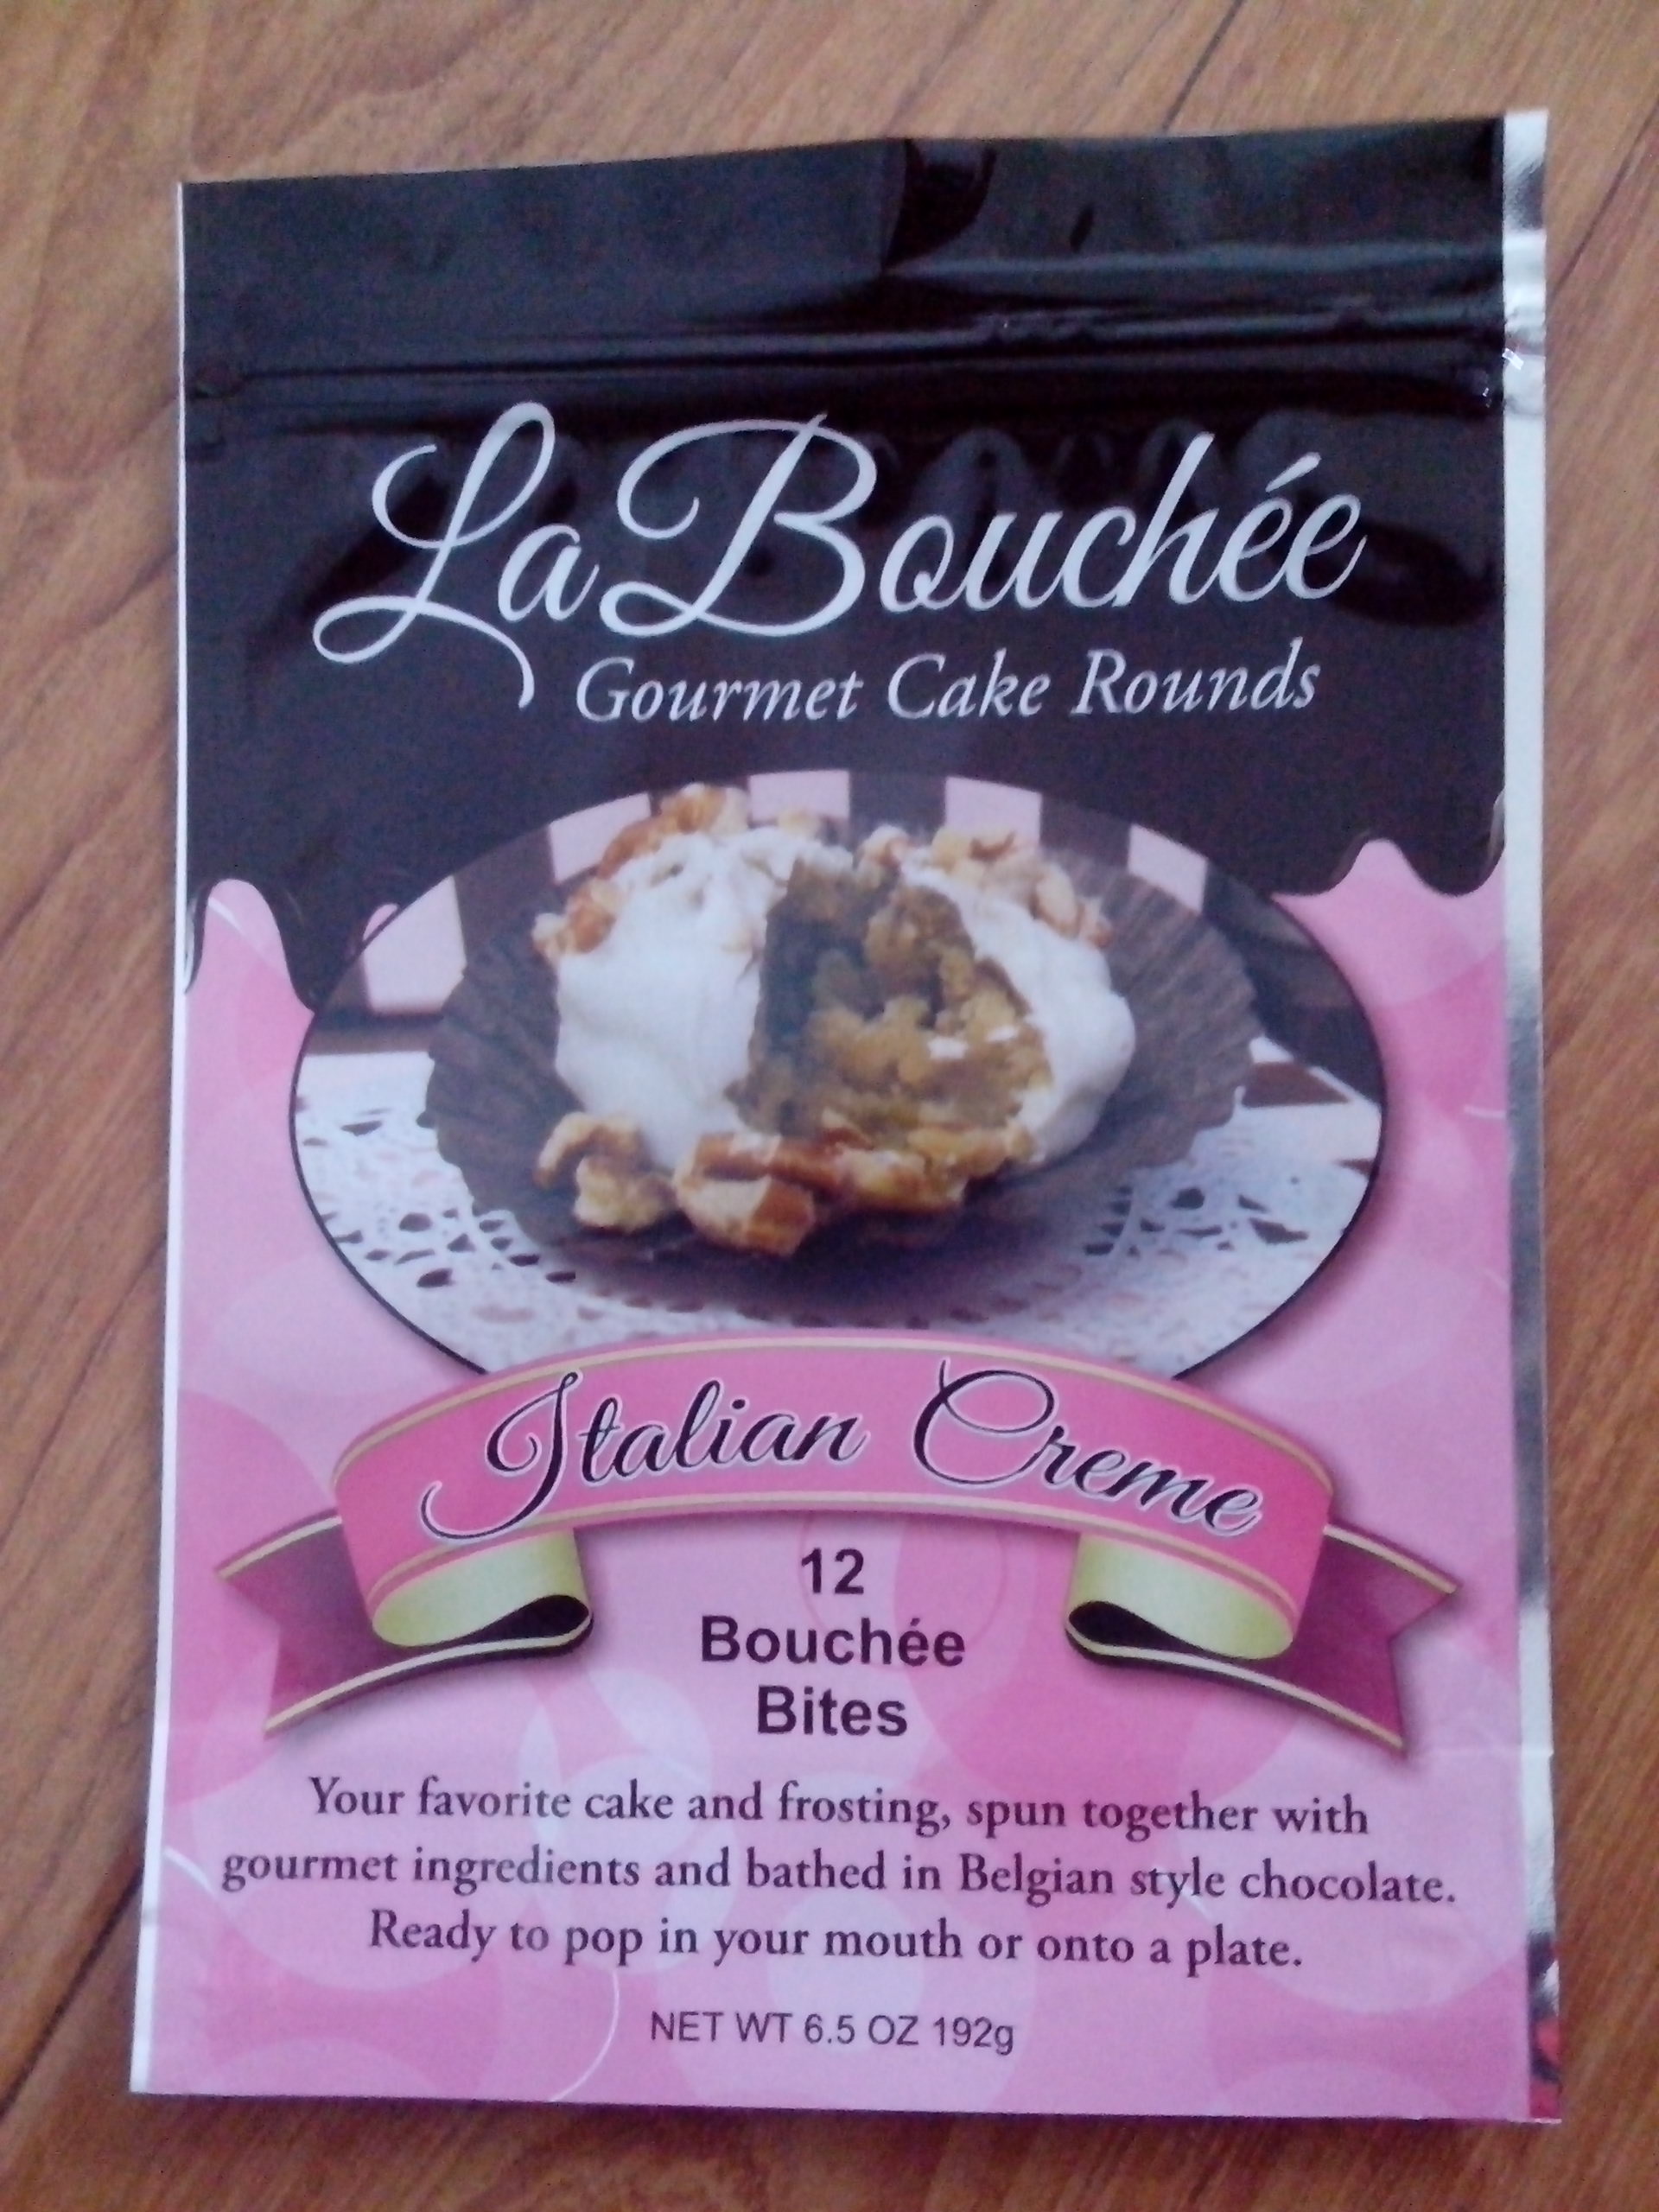 La Bouchée
Gourmet Cake Rounds
Italian Creme
12
Bouchée
Bites
Your favorite cake and frosting, spun together with
gourmet ingredients and bathed in Belgian style chocolate.
Ready to pop in your mouth or onto a plate.
NET WT 6.5 OZ 192g